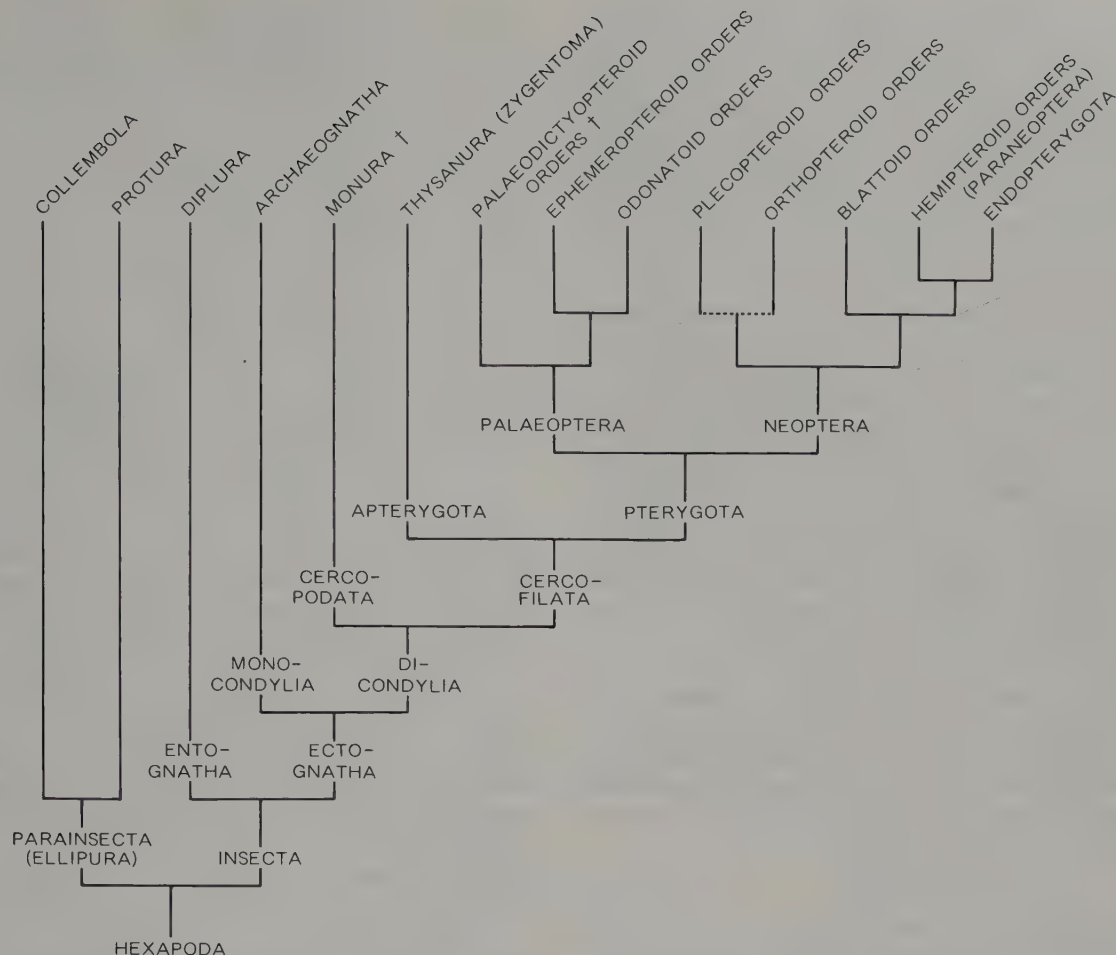 COLLEMBOLA
PROTURA
DIPLURA
ARCHAEOGNATHA
MONURA †
THYSANURA (ZYGENTOMA)
PALAEODICTYOPTEROID
ORDERS †
EPHEMEROPTEROID ORDERS
ODONATOID ORDERS
PLECOPTEROID ORDERS
ORTHOPTEROID ORDERS
BLATTOID ORDERS
HEMIPTEROID ORDERS
(PARANEOPTERA)
ENDOPTERYGOTA
PALAEOPTERA
NEOPTERA
APTERYGOTA
PTERYGOTA
CERCO-
PODATA
CERCO-
FILATA
MONO-
CONDYLIA
DI-
CONDYLIA
ENTO-
GNATHA
ECTO-
GNATHA
PARAINSECTA
(ELLIPURA)
INSECTA
HEXAPODA